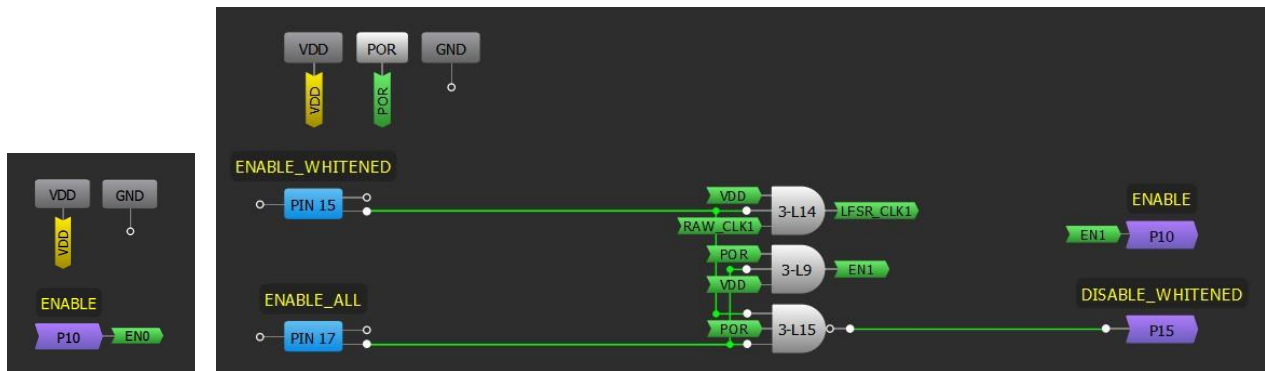 VDD
GND
VDD
ENABLE
P10
EN0
VDD
POR
GND
VDD
POR
ENABLE_WHITENED
PIN 15
VDD
RAW_CLK1
3-L14
LFSR_CLK1
POR
VDD
3-L9
EN1
ENABLE
EN1
P10
ENABLE_ALL
PIN 17
POR
3-L15
DISABLE_WHITENED
P15